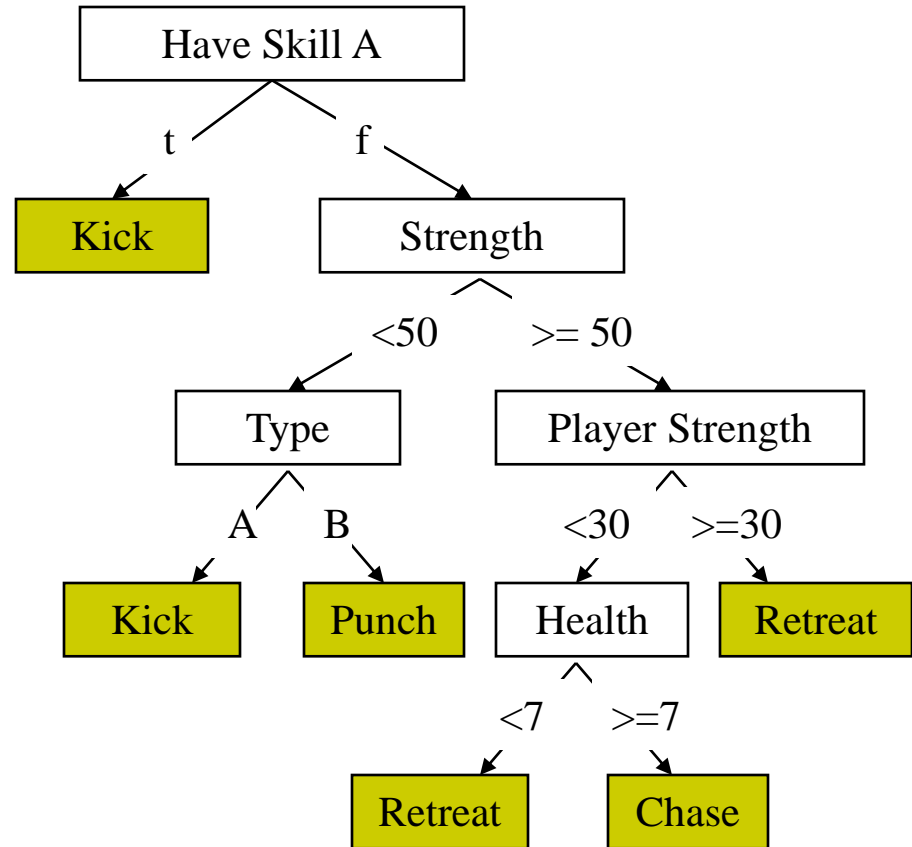 Have Skill A
t f
Kick Strength
<50 >= 50
Type Player Strength
A B <30 >=30
Kick Punch Health Retreat
<7 >=7
Retreat Chase